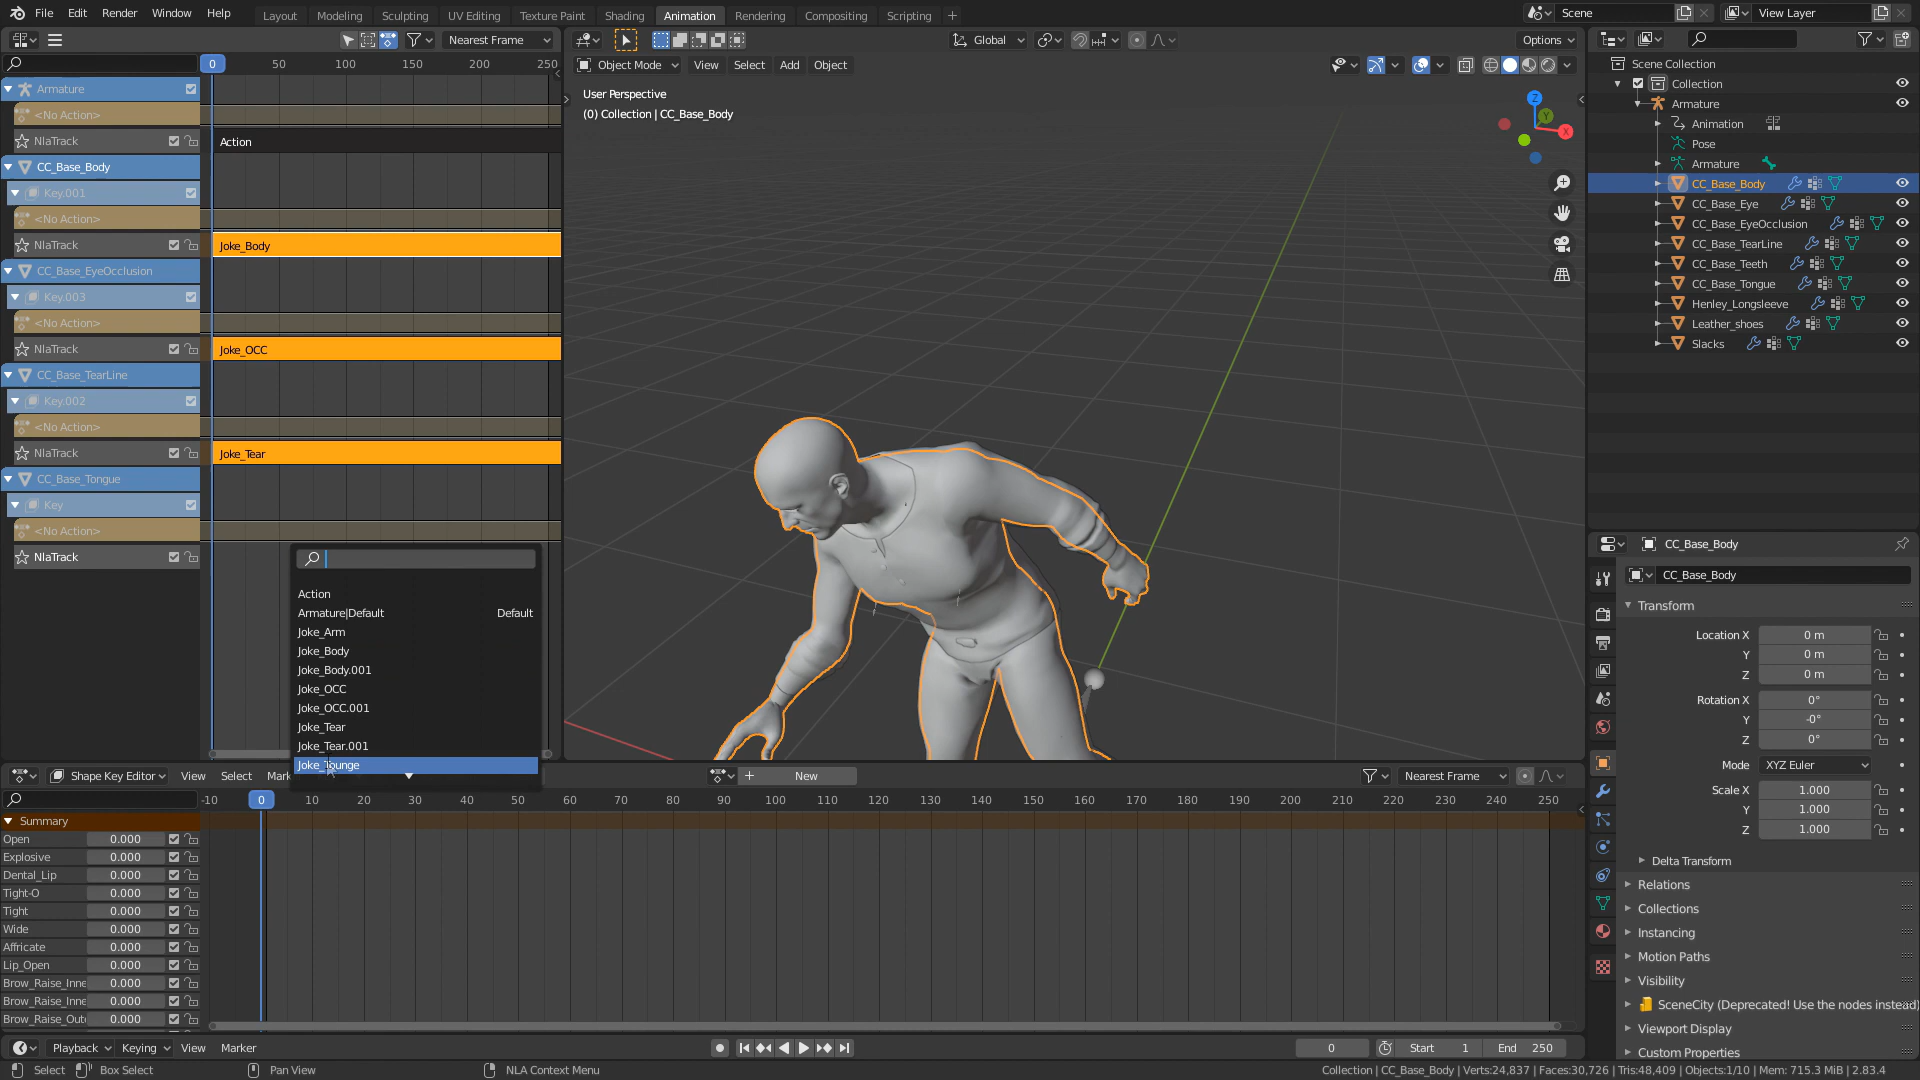 File Edit Render Window Help Layout Modeling Sculpting UV Editing Texture Paint Shading Animation Rendering Compositing Scripting + Scene View Layer
Nearest Frame Global Options
0 50 100 150 200 250 Object Mode View Select Add Object
Armature
<No Action>
NlaTrack Action
CC_Base_Body
Key.001
<No Action>
NlaTrack Joke_Body
CC_Base_EyeOcclusion
Key.003
<No Action>
NlaTrack Joke_OCC
CC_Base_TearLine
Key.002
<No Action>
NlaTrack Joke_Tear
CC_Base_Tongue
Key
<No Action>
NlaTrack
Action
Armature|Default Default
Joke_Arm
Joke_Body
Joke_Body.001
Joke_OCC
Joke_OCC.001
Joke_Tear
Joke_Tear.001
Joke_Tounge
User Perspective
(0) Collection | CC_Base_Body
Z
Y
X
Scene Collection
Collection
Armature
Animation
Pose
Armature
CC_Base_Body
CC_Base_Eye
CC_Base_EyeOcclusion
CC_Base_TearLine
CC_Base_Teeth
CC_Base_Tongue
Henley_Longsleeve
Leather_shoes
Slacks
CC_Base_Body
CC_Base_Body
Transform
Location X 0 m
Y 0 m
Z 0 m
Rotation X 0°
Y -0°
Z 0°
Mode XYZ Euler
Scale X 1.000
Y 1.000
Z 1.000
Delta Transform
Relations
Collections
Instancing
Motion Paths
Visibility
SceneCity (Deprecated! Use the nodes instead
Viewport Display
Custom Properties
Shape Key Editor View Select Mark New Nearest Frame
-10 0 10 20 30 40 50 60 70 80 90 100 110 120 130 140 150 160 170 180 190 200 210 220 230 240 250
Summary
Open 0.000
Explosive 0.000
Dental_Lip 0.000
Tight-O 0.000
Tight 0.000
Wide 0.000
Affricate 0.000
Lip_Open 0.000
Brow_Raise_Inne 0.000
Brow_Raise_Inne 0.000
Brow_Raise_Oute 0.000
Playback Keying View Marker 0 Start 1 End 250
Select Box Select Pan View NLA Context Menu Collection | CC_Base_Body | Verts:24,837 | Faces:30,726 | Tris:48,409 | Objects:1/10 | Mem: 715.3 MiB | 2.83.4